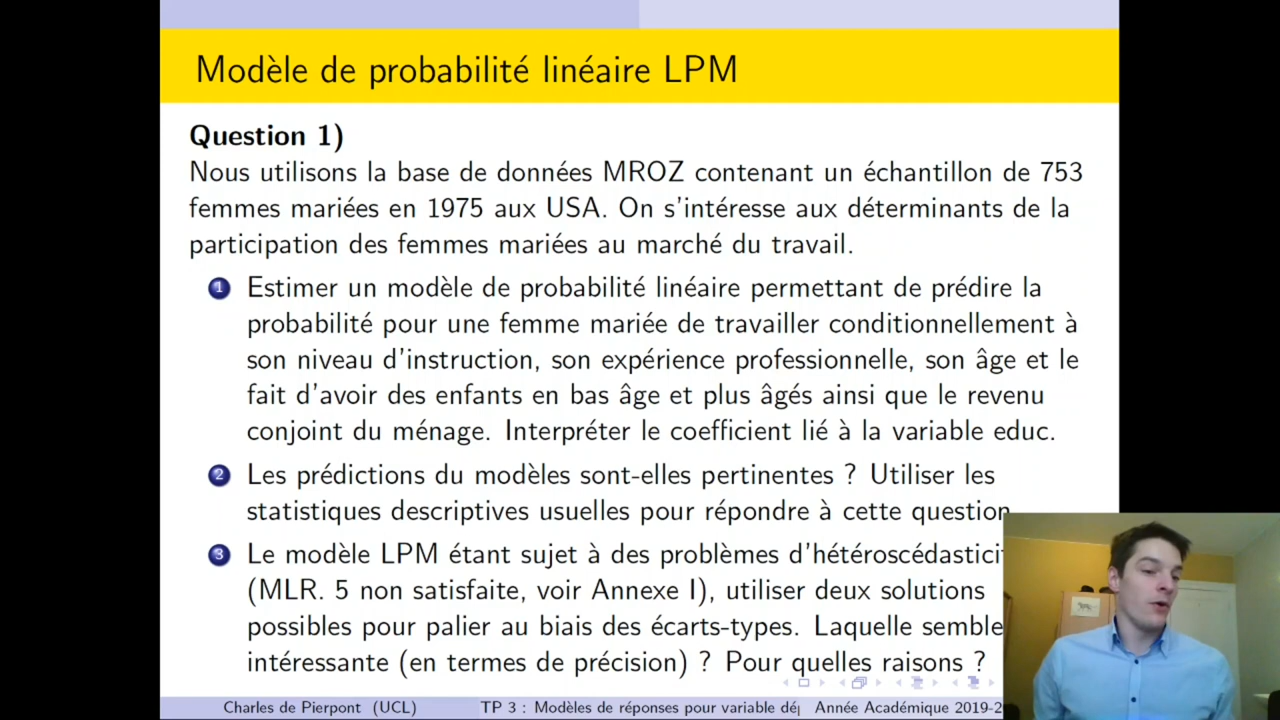 Modèle de probabilité linéaire LPM
Question 1)
Nous utilisons la base de données MROZ contenant un échantillon de 753
femmes mariées en 1975 aux USA. On s'intéresse aux déterminants de la
participation des femmes mariées au marché du travail.
1 Estimer un modèle de probabilité linéaire permettant de prédire la
probabilité pour une femme mariée de travailler conditionnellement à
son niveau d'instruction, son expérience professionnelle, son âge et le
fait d'avoir des enfants en bas âge et plus âgés ainsi que le revenu
conjoint du ménage. Interpréter le coefficient lié à la variable educ.
2 Les prédictions du modèles sont-elles pertinentes ? Utiliser les
statistiques descriptives usuelles pour répondre à cette question
3 Le modèle LPM étant sujet à des problèmes
(MLR. 5 non satisfaite, voir Annexe I), utiliser deux solutions
possibles pour palier au biais des écarts-types. Laquelle semble
intéressante (en termes de précision) ? Pour quelles raisons ?
Charles de Pierpont (UCL) TP 3 : Modèles de réponses pour variable Année Académique